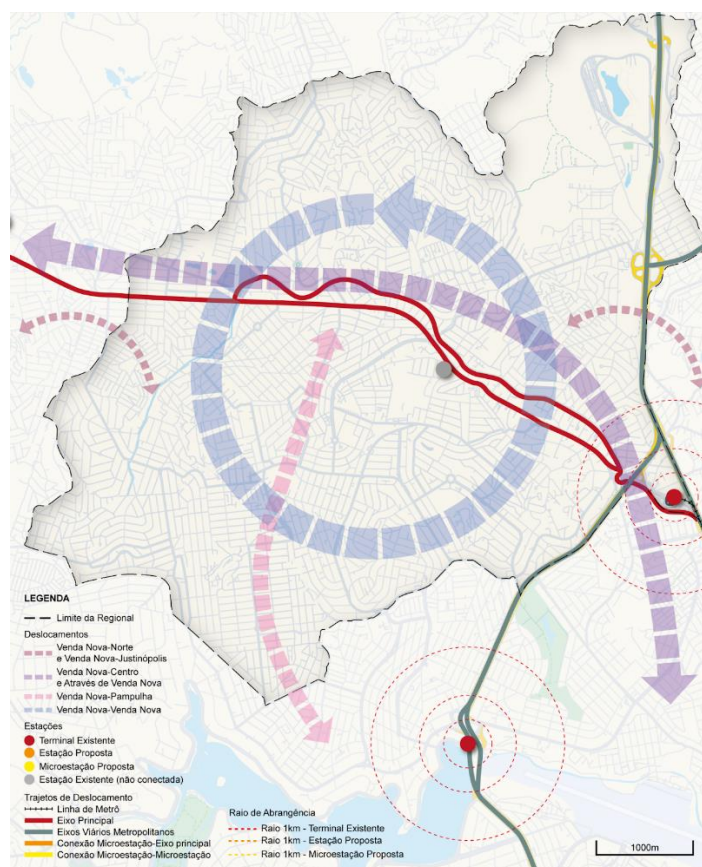 LEGENDA
Limite da Regional
Deslocamentos
Venda Nova-Norte
e Venda Nova-Justinópolis
Venda Nova-Centro
e Através de Venda Nova
Venda Nova-Pampulha
Venda Nova-Venda Nova
Estações
Terminal Existente
Estação Proposta
Microestação Proposta
Estação Existente (não conectada)
Trajetos de Deslocamento
Linha de Metrô
Eixo Principal
Eixos Viários Metropolitanos
Conexão Microestação-Eixo principal
Conexão Microestação-Microestação
Raio de Abrangência
Raio 1km - Terminal Existente
Raio 1km - Estação Proposta
Raio 1km - Microestação Proposta
1000m